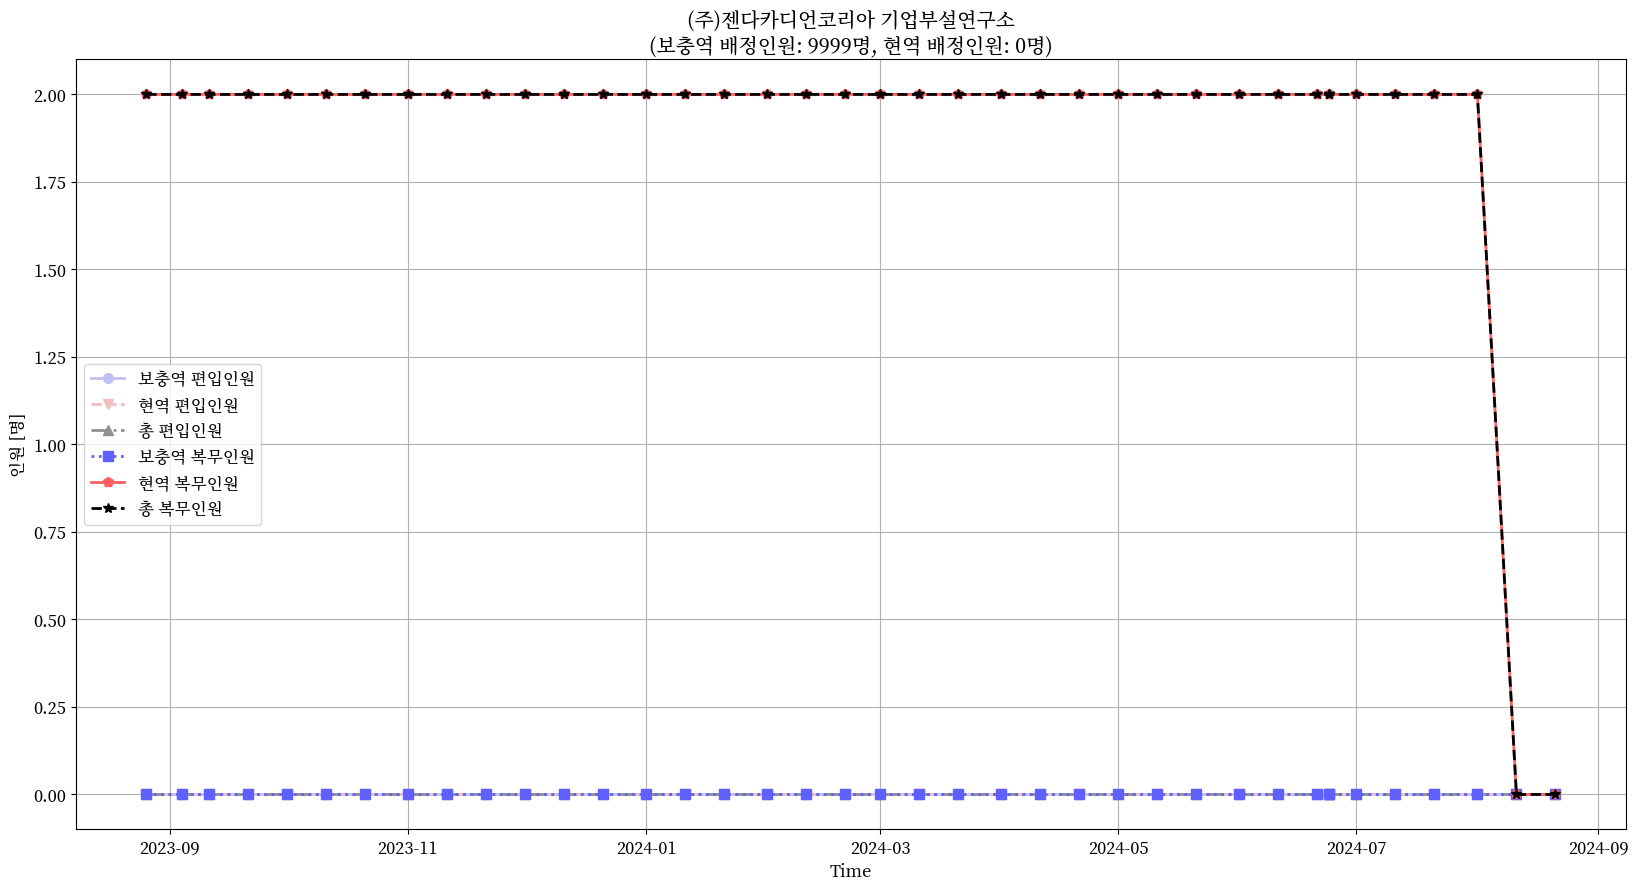 (주)젠다카디언코리아 기업부설연구소
(보충역 배정인원: 9999명, 현역 배정인원: 0명)
2.00
1.75
1.50
1.25
1.00
0.75
0.50
0.25
0.00
인원 [명]
보충역 편입인원
현역 편입인원
총 편입인원
보충역 복무인원
현역 복무인원
총 복무인원
2023-09
2023-11
2024-01
2024-03
2024-05
2024-07
2024-09
Time